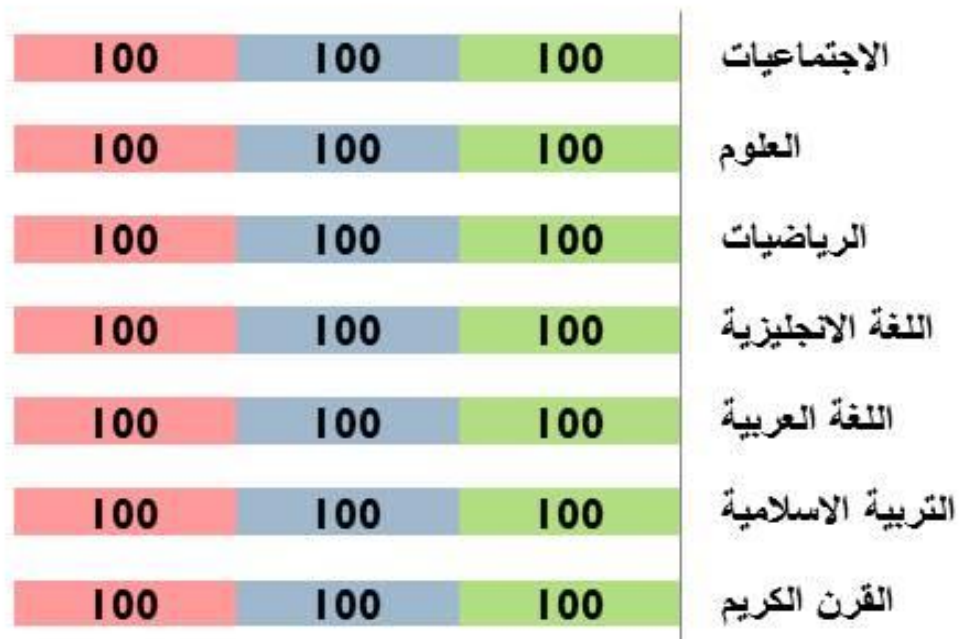 الاجتماعيات 100 100 100
العلوم 100 100 100
الرياضيات 100 100 100
اللغة الانجليزية 100 100 100
اللغة العربية 100 100 100
التربية الاسلامية 100 100 100
القرن الكريم 100 100 100